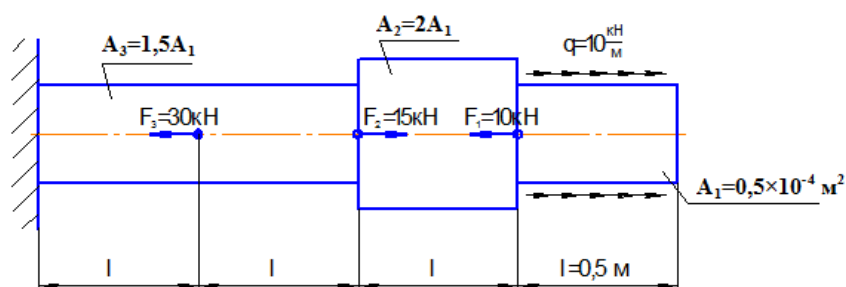 A₃=1,5A₁
A₂=2A₁
q=10 кН/м
F₃=30кН
F₂=15кН
F₁=10кН
A₁=0,5×10⁻⁴ м²
l
l
l
l=0,5 м